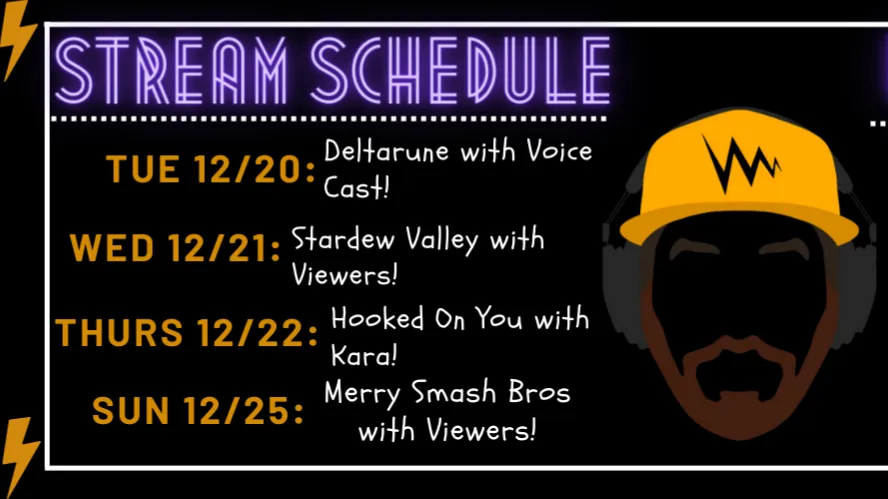 STREAM SCHEDULE
TUE 12/20: Deltarune with Voice
Cast!
WED 12/21: Stardew Valley with
Viewers!
THURS 12/22: Hooked On You with
Kara!
SUN 12/25: Merry Smash Bros
with Viewers!